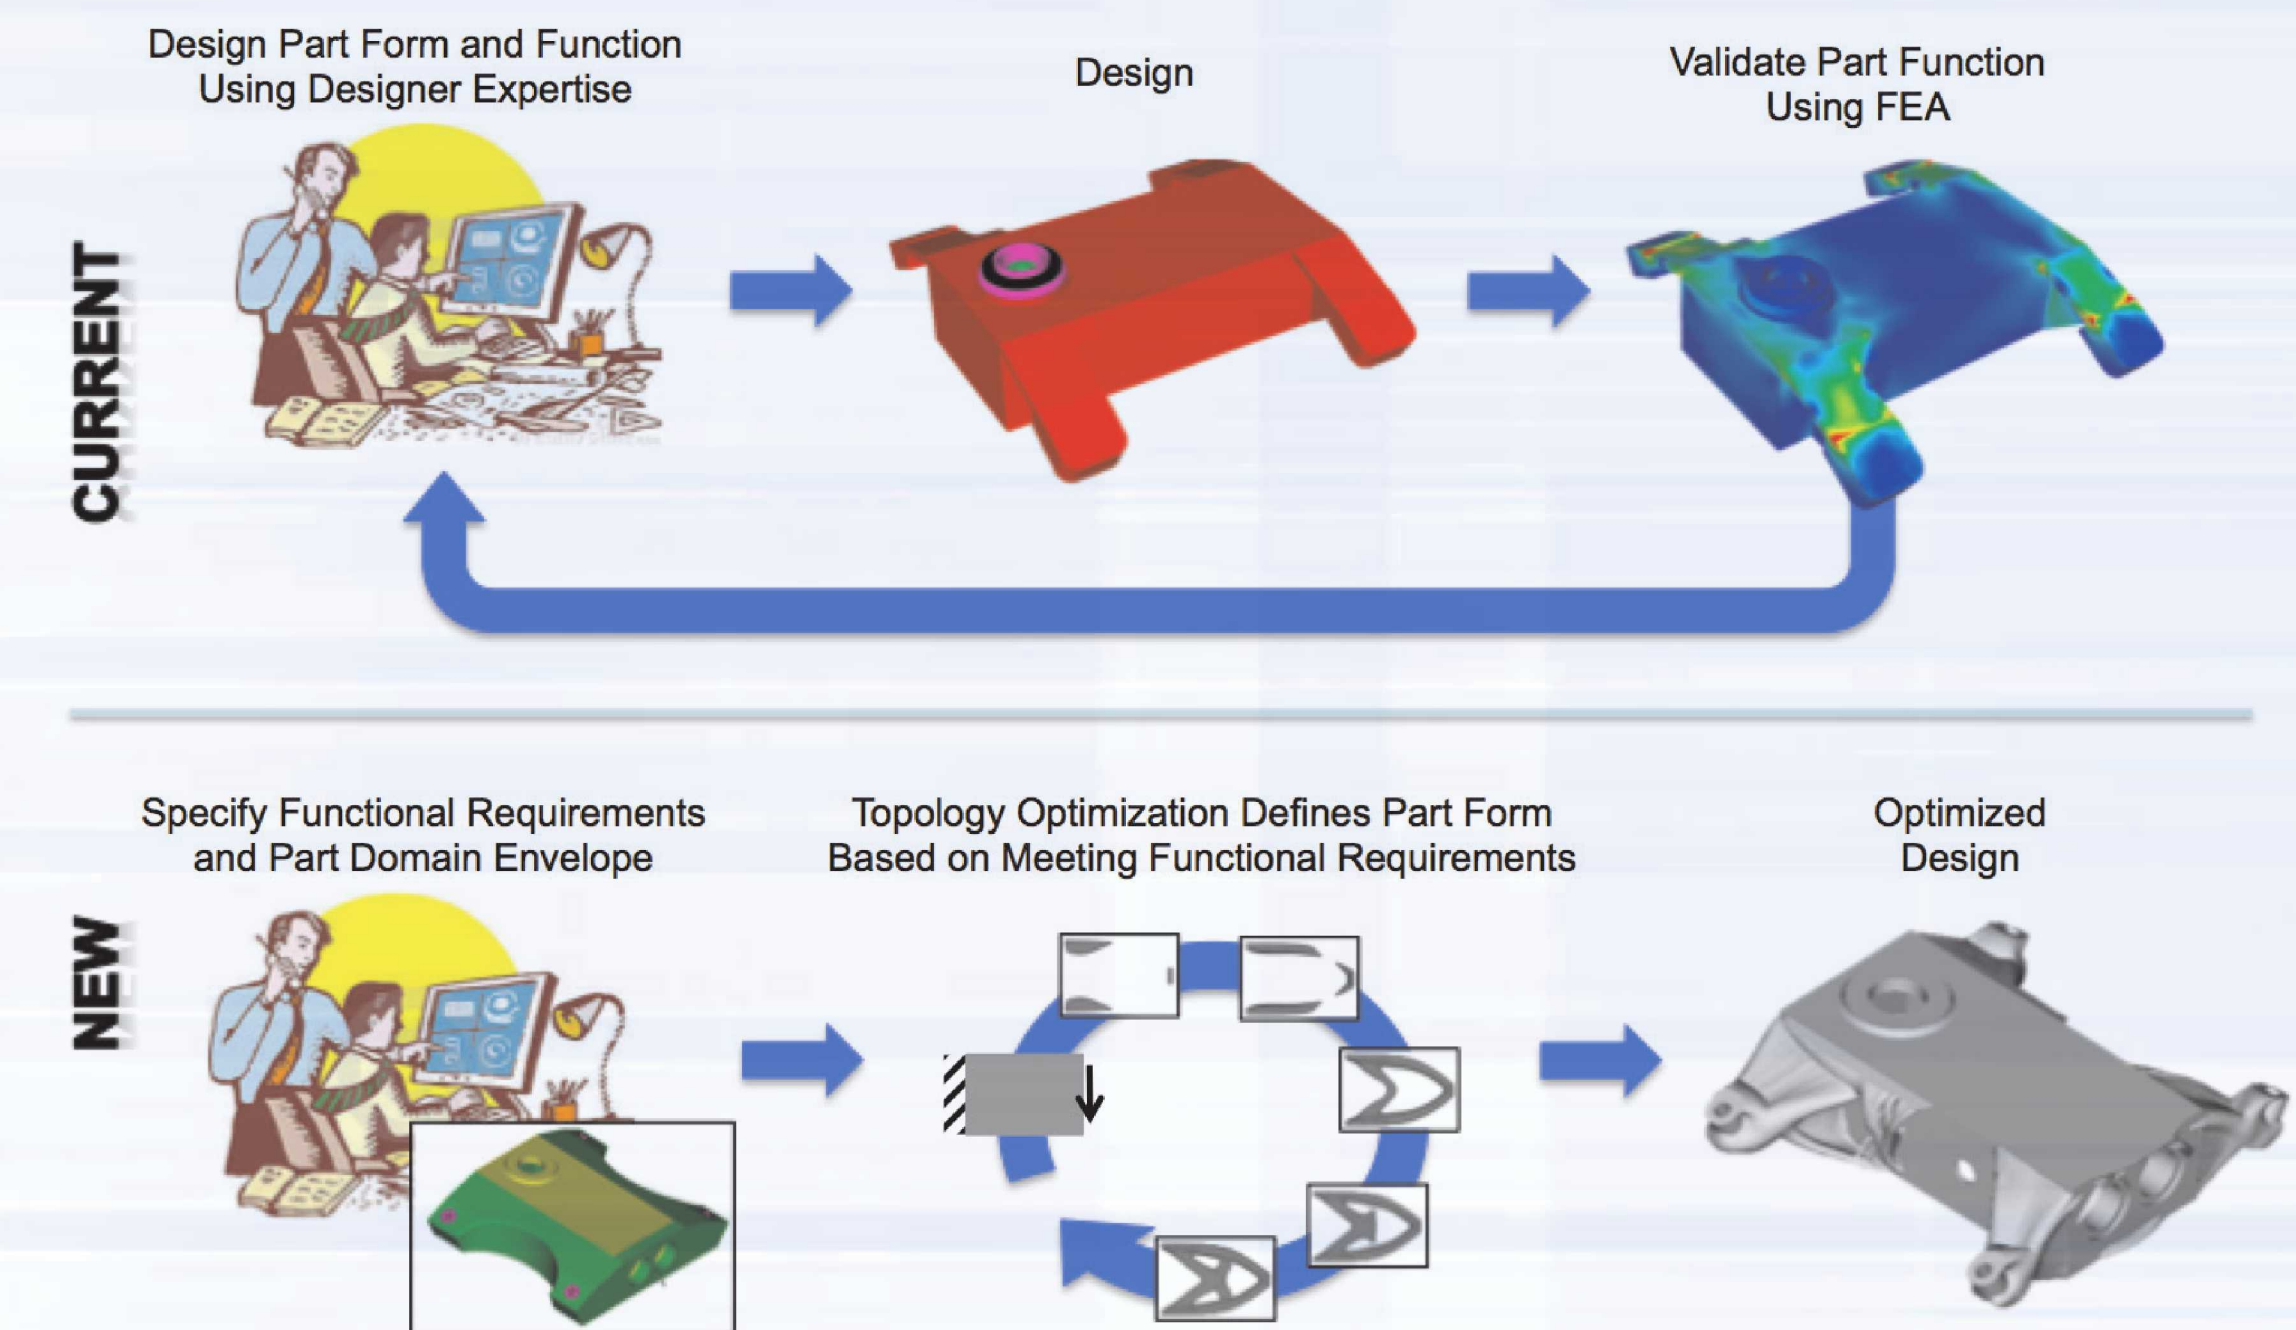 CURRENT
Design Part Form and Function
Using Designer Expertise
Design
Validate Part Function
Using FEA
NEW
Specify Functional Requirements
and Part Domain Envelope
Topology Optimization Defines Part Form
Based on Meeting Functional Requirements
Optimized
Design